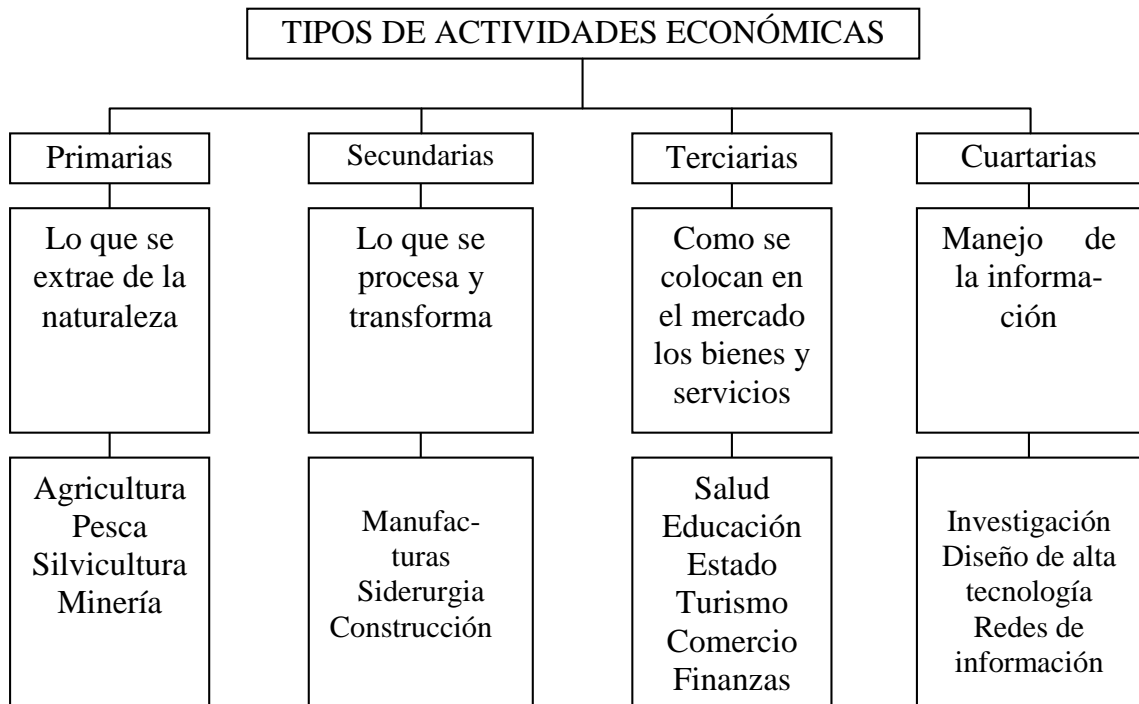 TIPOS DE ACTIVIDADES ECONÓMICAS
Primarias
Secundarias
Terciarias
Cuartarias
Lo que se
extrae de la
naturaleza
Lo que se
procesa y
transforma
Como se
colocan en
el mercado
los bienes y
servicios
Manejo de
la informa-
ción
Agricultura
Pesca
Silvicultura
Minería
Manufac-
turas
Siderurgia
Construcción
Salud
Educación
Estado
Turismo
Comercio
Finanzas
Investigación
Diseño de alta
tecnología
Redes de
información